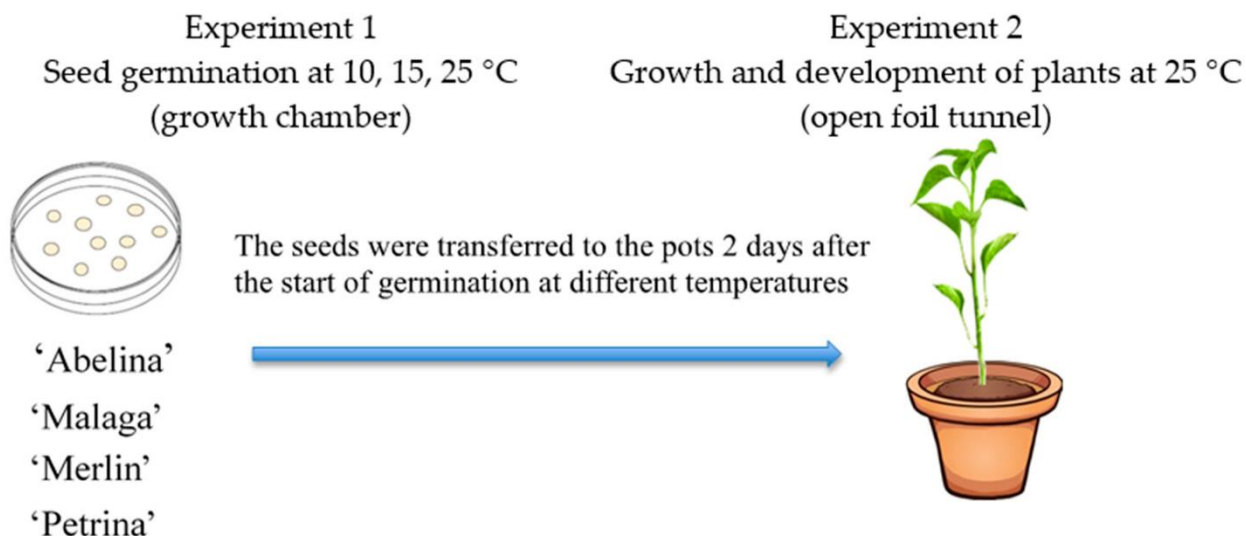 Experiment 1
Seed germination at 10, 15, 25 °C
(growth chamber)
Experiment 2
Growth and development of plants at 25 °C
(open foil tunnel)
The seeds were transferred to the pots 2 days after
the start of germination at different temperatures
‘Abelina’
‘Malaga’
‘Merlin’
‘Petrina’